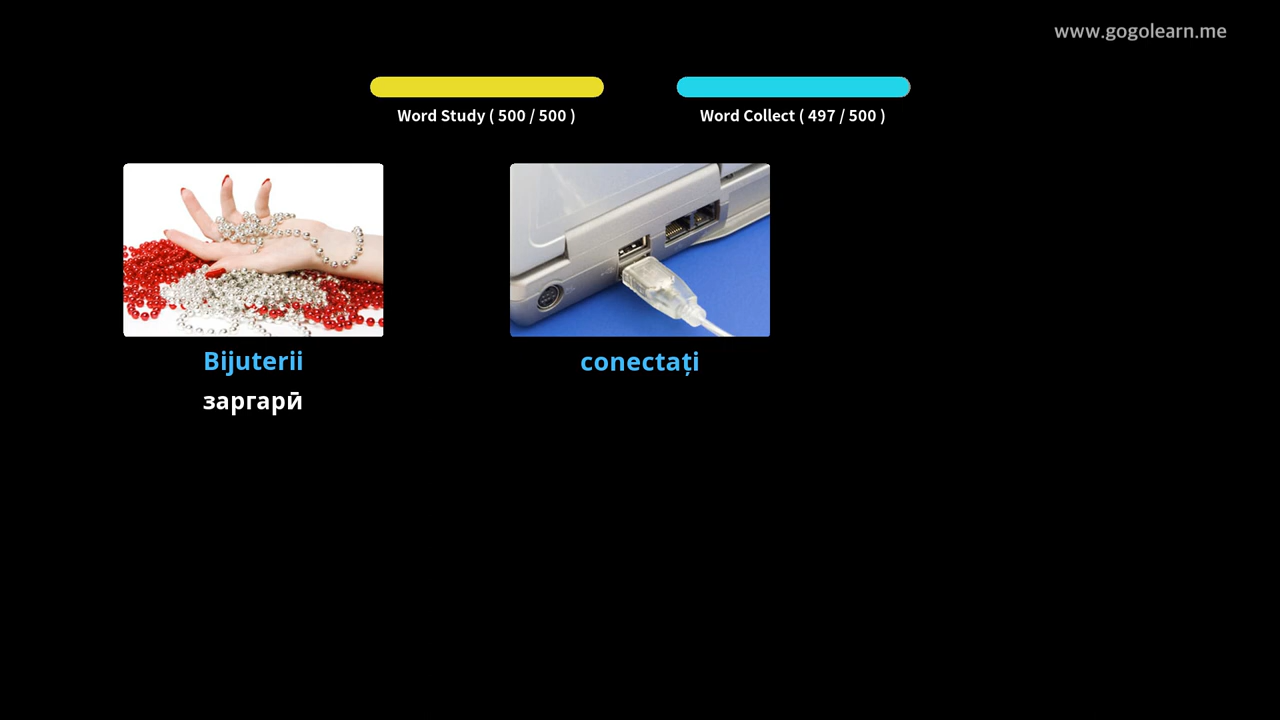 www.gogolearn.me
Word Study ( 500 / 500 )
Word Collect ( 497 / 500 )
Bijuterii
conectați
заргарӣ